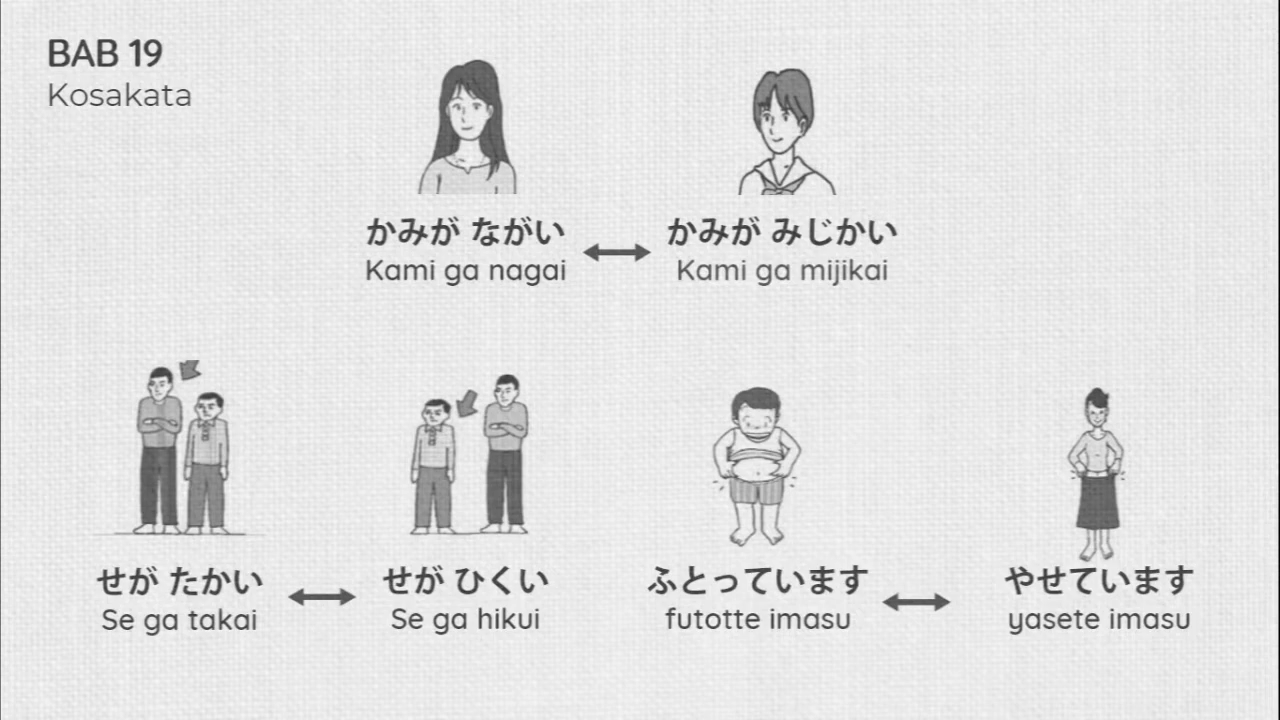 BAB 19
Kosakata
かみが ながい
Kami ga nagai
かみが みじかい
Kami ga mijikai
せが たかい
Se ga takai
せが ひくい
Se ga hikui
ふとっています
futotte imasu
やせています
yasete imasu